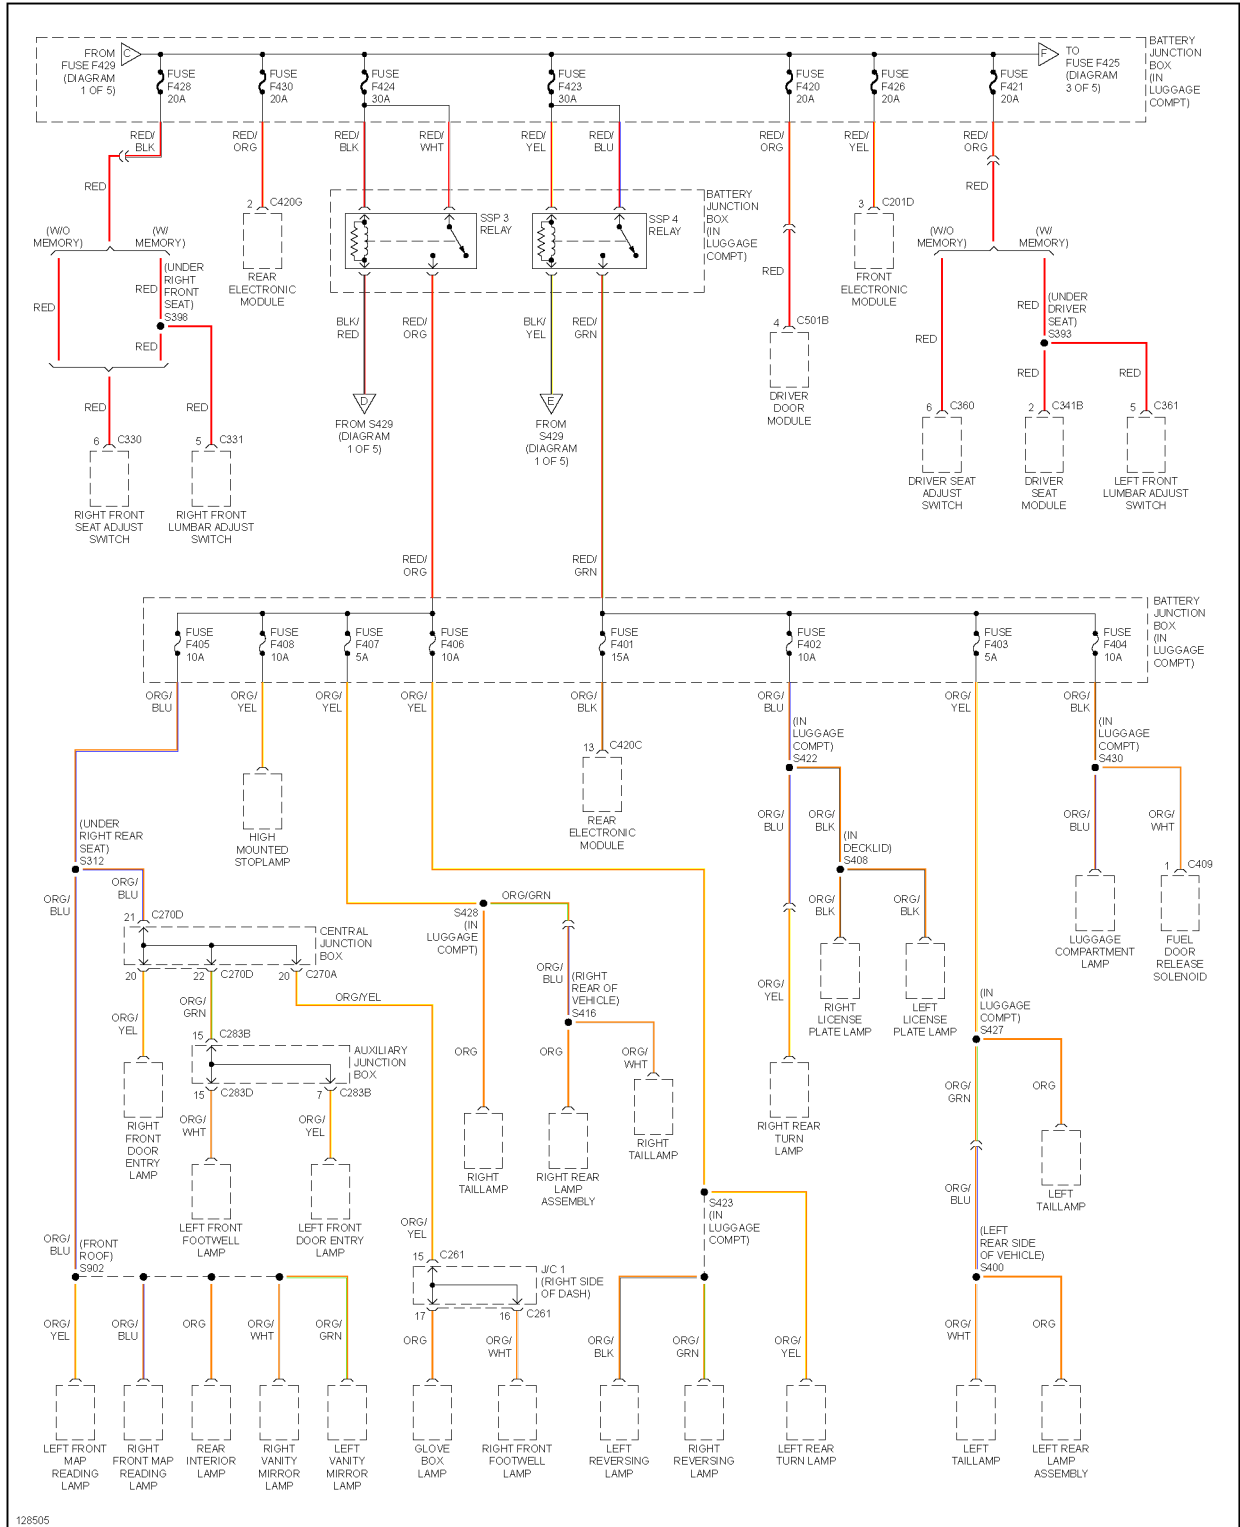 FROM
FUSE F429
(DIAGRAM
1 OF 5)
C
FUSE
F428
20A
FUSE
F430
20A
FUSE
F424
30A
FUSE
F423
30A
FUSE
F420
20A
FUSE
F426
20A
FUSE
F421
20A
F
TO
FUSE F425
(DIAGRAM
3 OF 5)
BATTERY
JUNCTION
BOX
(IN
LUGGAGE
COMPT)
RED/
BLK
RED/
ORG
RED/
BLK
RED/
WHT
RED/
YEL
RED/
BLU
RED/
ORG
RED/
YEL
RED/
ORG
RED
RED
2 C420G
REAR
ELECTRONIC
MODULE
BATTERY
JUNCTION
BOX
(IN
LUGGAGE
COMPT)
SSP 3
RELAY
SSP 4
RELAY
3 C201D
FRONT
ELECTRONIC
MODULE
(W/O
MEMORY)
(W/
MEMORY)
(UNDER
RIGHT
FRONT
SEAT)
S398
RED
RED
RED
RED
RED
6 C330
RIGHT FRONT
SEAT ADJUST
SWITCH
5 C331
RIGHT FRONT
LUMBAR ADJUST
SWITCH
BLK/
RED
RED/
ORG
BLK/
YEL
RED/
GRN
D
FROM S429
(DIAGRAM
1 OF 5)
E
FROM
S429
(DIAGRAM
1 OF 5)
RED
4 C501B
DRIVER
DOOR
MODULE
(W/O
MEMORY)
(W/
MEMORY)
(UNDER
DRIVER
SEAT)
S393
RED
RED
RED
RED
6 C360
DRIVER SEAT
ADJUST
SWITCH
2 C341B
DRIVER
SEAT
MODULE
5 C361
LEFT FRONT
LUMBAR ADJUST
SWITCH
RED/
ORG
RED/
GRN
BATTERY
JUNCTION
BOX
(IN
LUGGAGE
COMPT)
FUSE
F405
10A
FUSE
F408
10A
FUSE
F407
5A
FUSE
F406
10A
FUSE
F401
15A
FUSE
F402
10A
FUSE
F403
5A
FUSE
F404
10A
ORG/
BLU
ORG/
YEL
ORG/
YEL
ORG/
YEL
ORG/
BLK
ORG/
BLU
ORG/
YEL
ORG/
BLK
HIGH
MOUNTED
STOPLAMP
13 C420C
REAR
ELECTRONIC
MODULE
(IN
LUGGAGE
COMPT)
S422
ORG/
BLU
ORG/
BLK
(IN
DECKLID)
S408
ORG/
BLK
ORG/
BLK
RIGHT
LICENSE
PLATE LAMP
LEFT
LICENSE
PLATE LAMP
(IN
LUGGAGE
COMPT)
S430
ORG/
BLU
ORG/
WHT
LUGGAGE
COMPARTMENT
LAMP
1 C409
FUEL
DOOR
RELEASE
SOLENOID
(UNDER
RIGHT REAR
SEAT)
S312
ORG/
BLU
ORG/
BLU
21 C270D
CENTRAL
JUNCTION
BOX
20
22 C270D
20 C270A
ORG/
YEL
ORG/
GRN
ORG/YEL
15 C283B
AUXILIARY
JUNCTION
BOX
15 C283D
7 C283B
RIGHT
FRONT
DOOR
ENTRY
LAMP
ORG/
WHT
ORG/
YEL
LEFT FRONT
FOOTWELL
LAMP
LEFT FRONT
DOOR ENTRY
LAMP
ORG/GRN
S428
(IN
LUGGAGE
COMPT)
ORG/
BLU
(RIGHT
REAR OF
VEHICLE)
S416
ORG
ORG
ORG/
WHT
RIGHT
TAILLAMP
RIGHT REAR
LAMP
ASSEMBLY
RIGHT
TAILLAMP
ORG/
YEL
RIGHT REAR
TURN
LAMP
(IN
LUGGAGE
COMPT)
S427
ORG/
GRN
ORG
LEFT
TAILLAMP
ORG/
BLU
(LEFT
REAR SIDE
OF VEHICLE)
S400
ORG/
WHT
ORG
LEFT
TAILLAMP
LEFT REAR
LAMP
ASSEMBLY
S423
(IN
LUGGAGE
COMPT)
ORG/
BLK
ORG/
GRN
ORG/
YEL
LEFT
REVERSING
LAMP
RIGHT
REVERSING
LAMP
LEFT REAR
TURN LAMP
ORG/
YEL
15 C261
J/C 1
(RIGHT SIDE
OF DASH)
17
16 C261
ORG
ORG/
WHT
GLOVE
BOX
LAMP
RIGHT FRONT
FOOTWELL
LAMP
ORG/
BLU
(FRONT
ROOF)
S902
ORG/
YEL
ORG/
BLU
ORG
ORG/
WHT
ORG/
GRN
LEFT FRONT
MAP
READING
LAMP
RIGHT
FRONT MAP
READING
LAMP
REAR
INTERIOR
LAMP
RIGHT
VANITY
MIRROR
LAMP
LEFT
VANITY
MIRROR
LAMP
128505